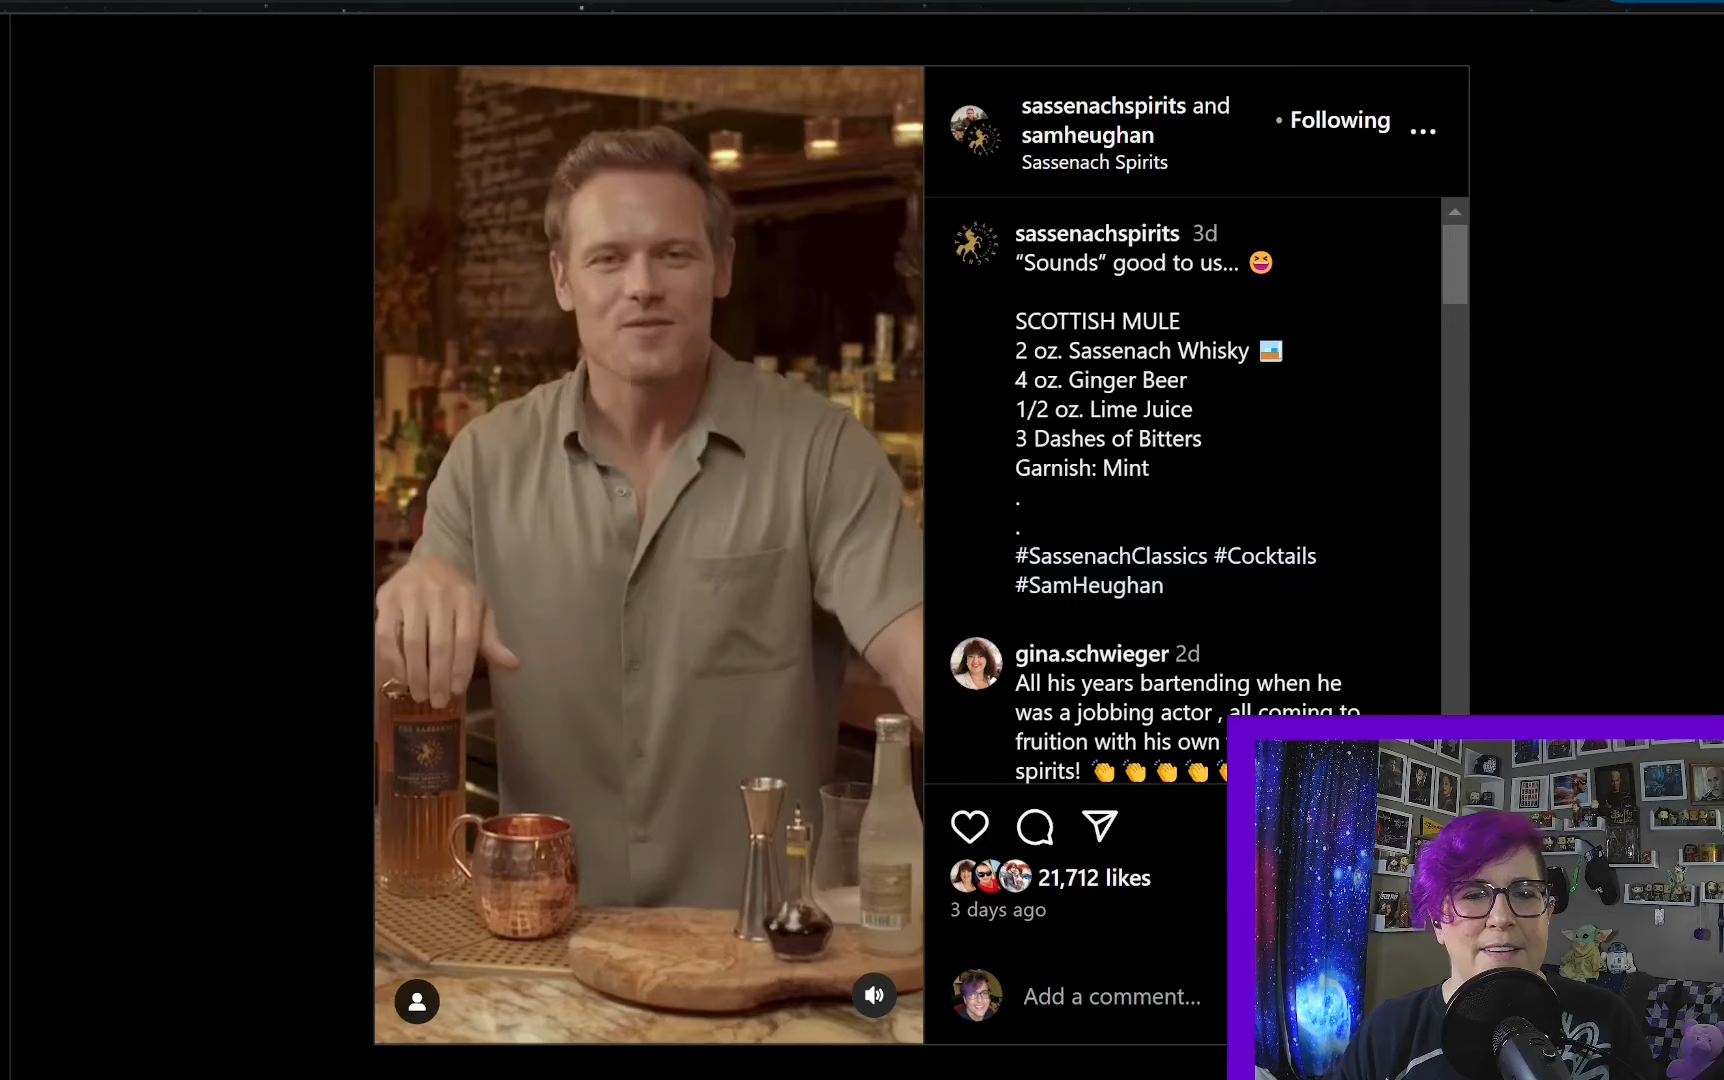 sassenachspirits and
samheughan
Sassenach Spirits
• Following
sassenachspirits 3d
“Sounds” good to us... 😆
SCOTTISH MULE
2 oz. Sassenach Whisky
4 oz. Ginger Beer
1/2 oz. Lime Juice
3 Dashes of Bitters
Garnish: Mint
.
.
#SassenachClassics #Cocktails
#SamHeughan
gina.schwieger 2d
All his years bartending when he
was a jobbing actor , all coming to
fruition with his own
spirits! 👏👏👏👏
21,712 likes
3 days ago
Add a comment...